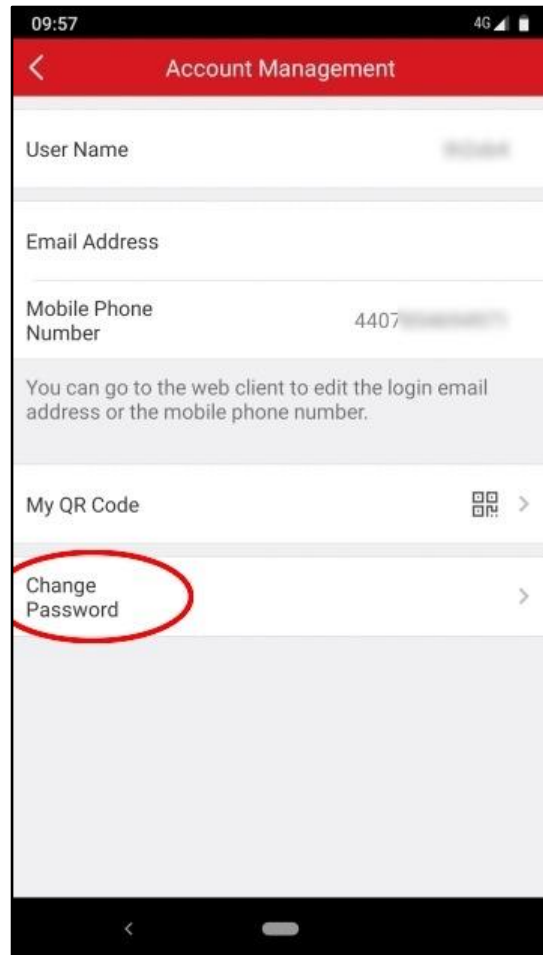 09:57
4G
Account Management
User Name
Email Address
Mobile Phone
Number
4407
You can go to the web client to edit the login email
address or the mobile phone number.
My QR Code
Change
Password